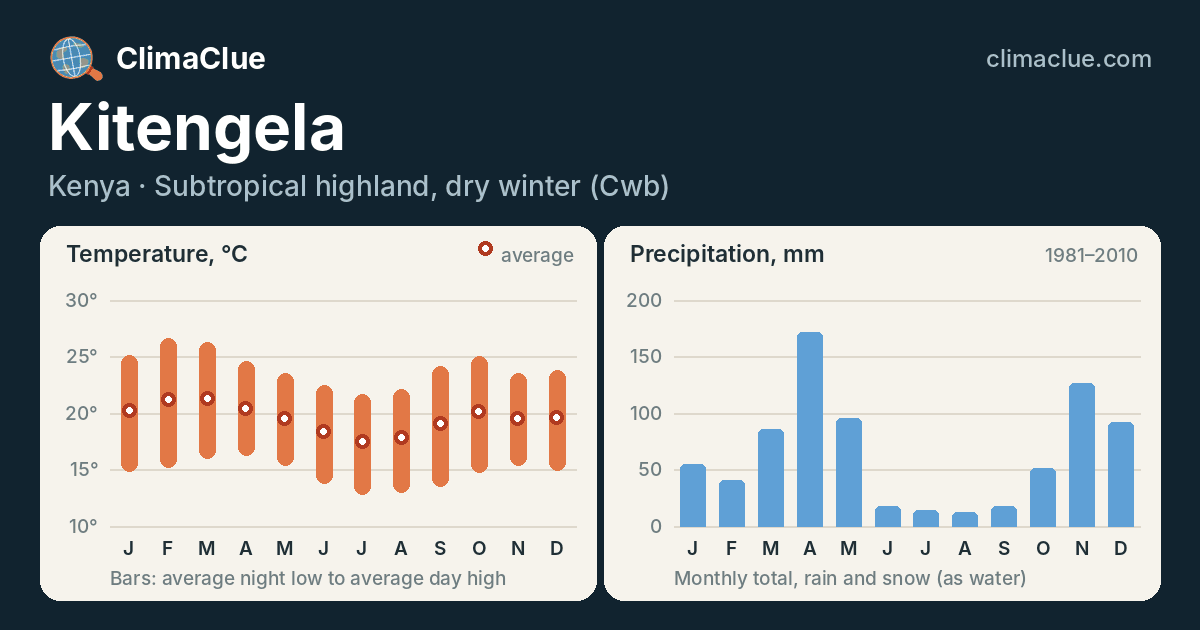 ClimaClue
climaclue.com
Kitengela
Kenya · Subtropical highland, dry winter (Cwb)
Temperature, °C
average
30°
25°
20°
15°
10°
J F M A M J J A S O N D
Bars: average night low to average day high
Precipitation, mm
1981–2010
200
150
100
50
0
J F M A M J J A S O N D
Monthly total, rain and snow (as water)